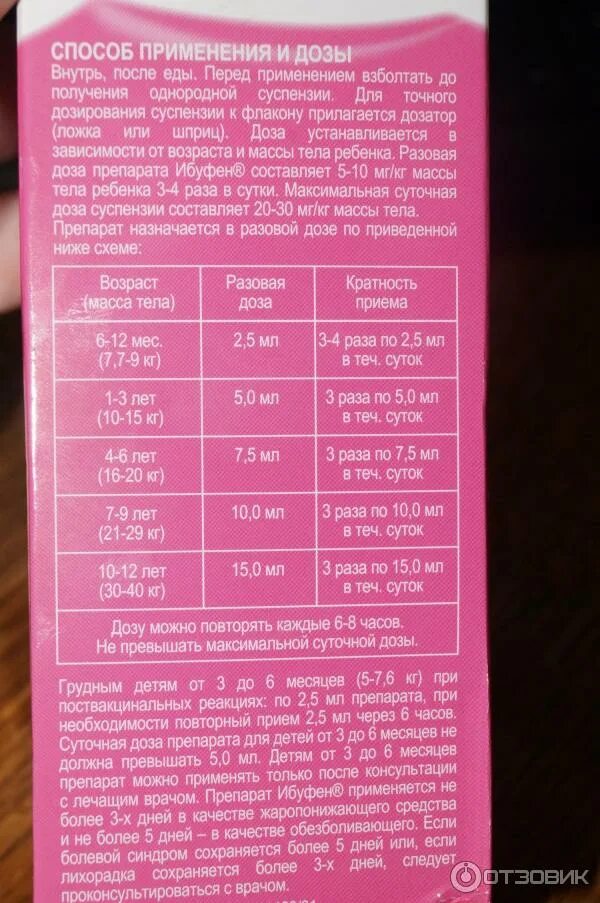 СПОСОБ ПРИМЕНЕНИЯ И ДОЗЫ
Внутрь, после еды. Перед применением взболтать до
получения однородной суспензии. Для точного
дозирования суспензии к флакону прилагается дозатор
(ложка или шприц). Доза устанавливается в
зависимости от возраста и массы тела ребенка. Разовая
доза препарата Ибуфен® составляет 5-10 мг/кг массы
тела ребенка 3-4 раза в сутки. Максимальная суточная
доза суспензии составляет 20-30 мг/кг массы тела.
Препарат назначается в разовой дозе по приведенной
ниже схеме:
Возраст
(масса тела)
Разовая
доза
Кратность
приема
6-12 мес.
(7,7-9 кг)
2,5 мл
3-4 раза по 2,5 мл
в теч. суток
1-3 лет
(10-15 кг)
5,0 мл
3 раза по 5,0 мл
в теч. суток
4-6 лет
(16-20 кг)
7,5 мл
3 раза по 7,5 мл
в теч. суток
7-9 лет
(21-29 кг)
10,0 мл
3 раза по 10,0 мл
в теч. суток
10-12 лет
(30-40 кг)
15,0 мл
3 раза по 15,0 мл
в теч. суток
Дозу можно повторять каждые 6-8 часов.
Не превышать максимальной суточной дозы.
Грудным детям от 3 до 6 месяцев (5-7,6 кг) при
поствакцинальных реакциях: по 2,5 мл препарата, при
необходимости повторный прием 2,5 мл через 6 часов.
Суточная доза препарата для детей от 3 до 6 месяцев не
должна превышать 5,0 мл. Детям от 3 до 6 месяцев
препарат можно применять только после консультации
с лечащим врачом. Препарат Ибуфен® применяется не
более 3-х дней в качестве жаропонижающего средства
и не более 5 дней – в качестве обезболивающего. Если
болевой синдром сохраняется более 5 дней или, если
лихорадка сохраняется более 3-х дней, следует
проконсультироваться с врачом.
ОТЗОВИК